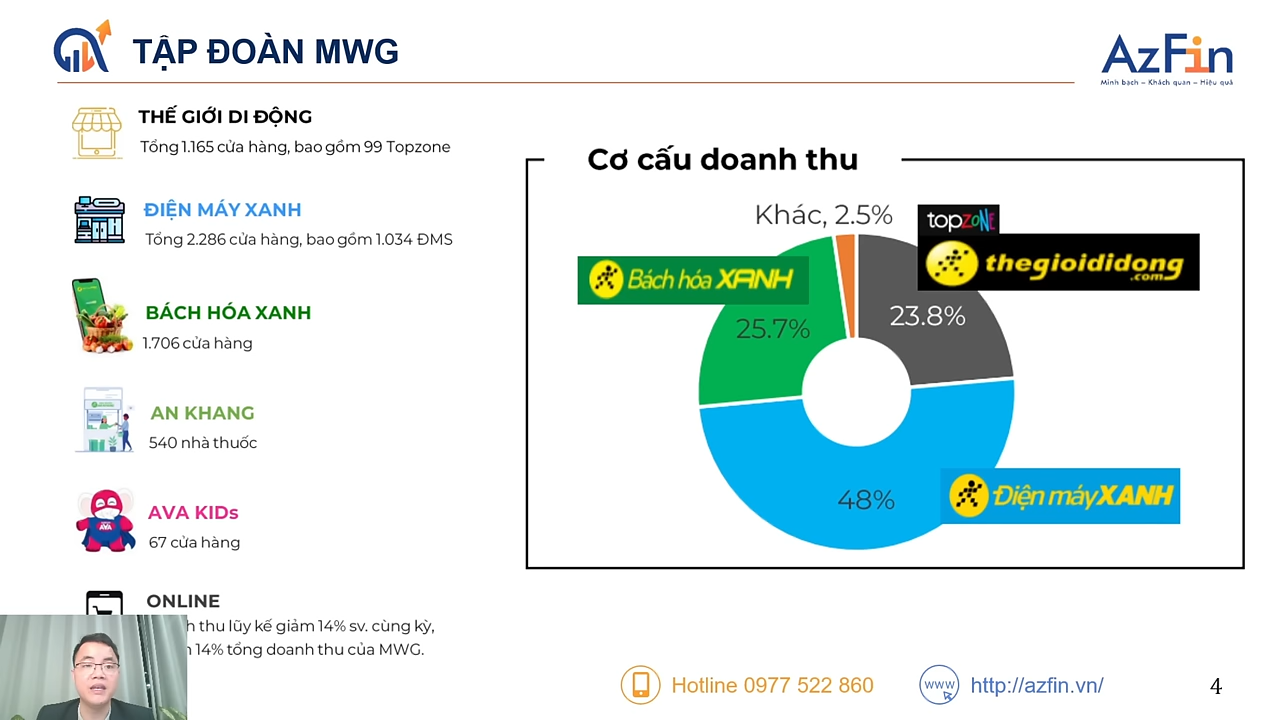 TẬP ĐOÀN MWG
AzFin
Minh bạch – Khách quan – Hiệu quả
THẾ GIỚI DI ĐỘNG
Tổng 1.165 cửa hàng, bao gồm 99 Topzone
ĐIỆN MÁY XANH
Tổng 2.286 cửa hàng, bao gồm 1.034 ĐMS
BÁCH HÓA XANH
1.706 cửa hàng
AN KHANG
540 nhà thuốc
AVA KIDs
67 cửa hàng
ONLINE
thu lũy kế giảm 14% sv. cùng kỳ,
14% tổng doanh thu của MWG.
Cơ cấu doanh thu
Khác, 2.5%
topzone
thegioididong
.com
Bách hóa XANH
25.7%
23.8%
48%
Điện máy XANH
Hotline 0977 522 860
www
http://azfin.vn/
4